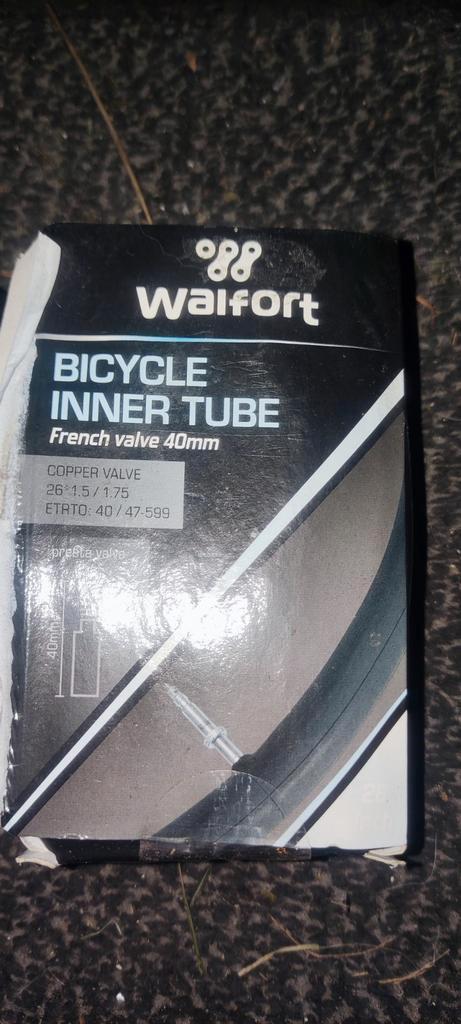 Walfort
BICYCLE
INNER TUBE
French valve 40mm
COPPER VALVE
26*1.5 / 1.75
ETRTO: 40 / 47-599
presta valve
40mm